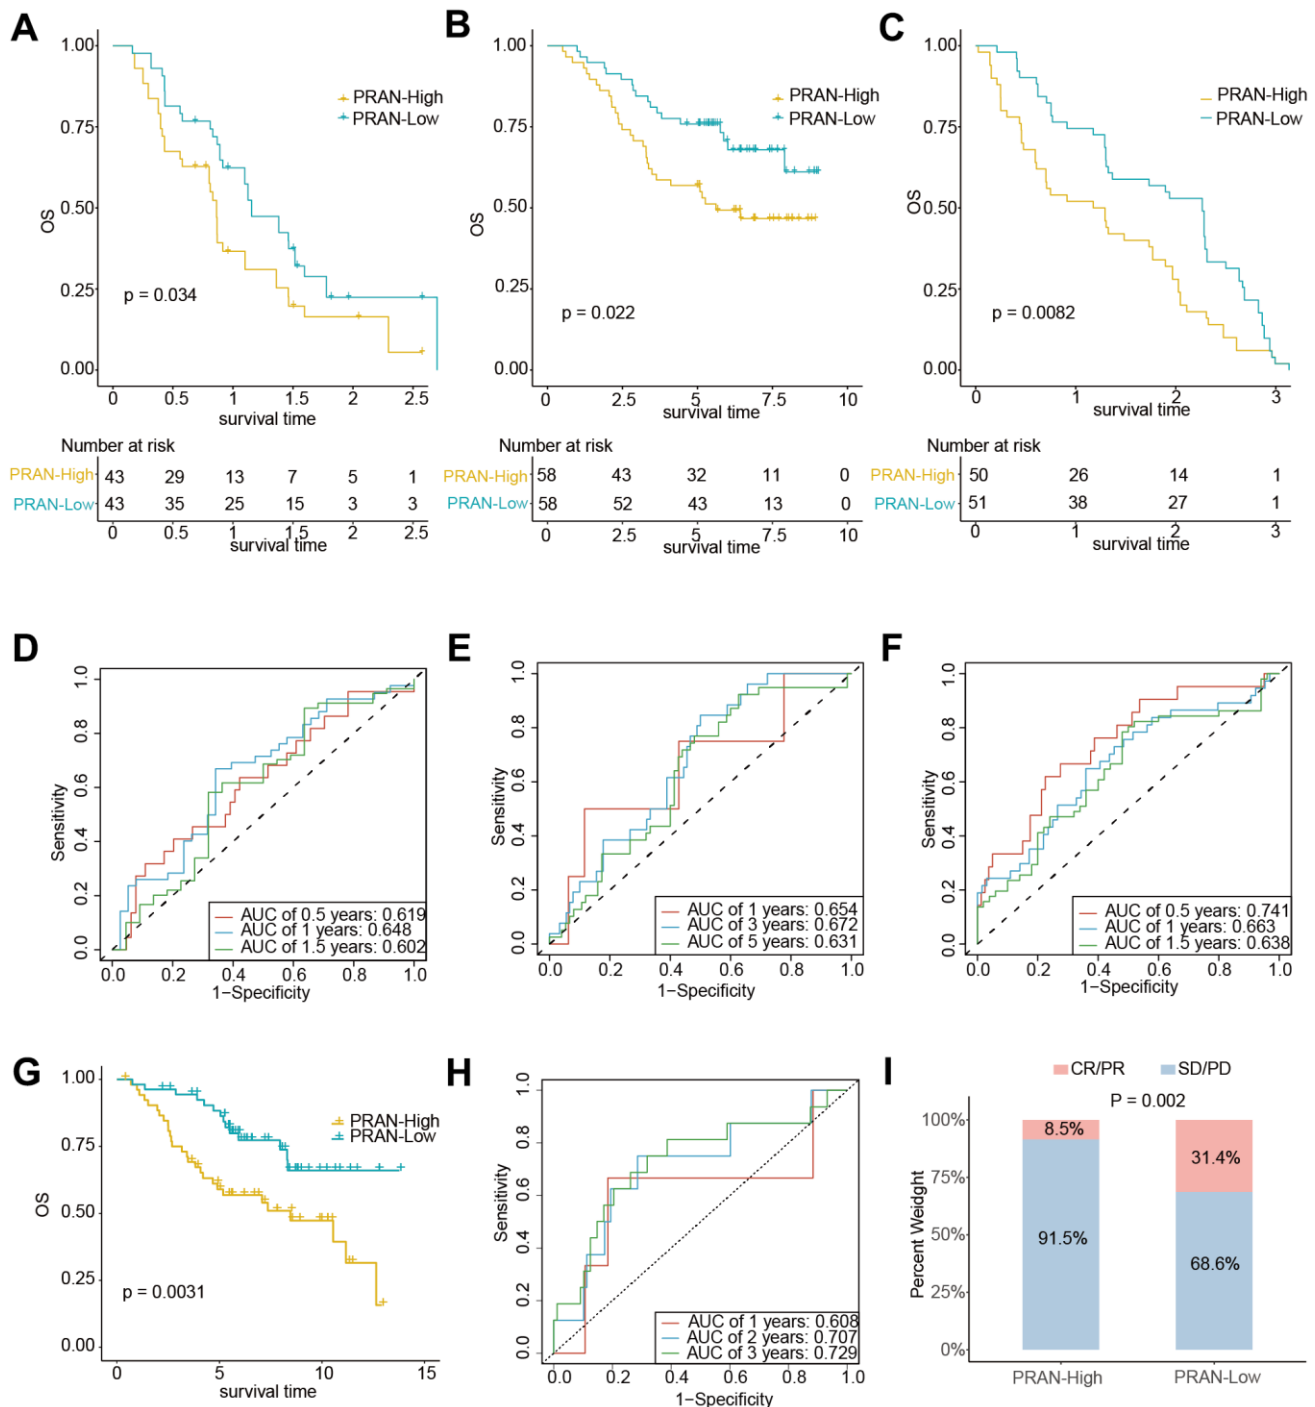 A
1.00
0.75
0.50
0.25
0.00
OS
PRAN-High
PRAN-Low
p = 0.034
0 0.5 1 1.5 2 2.5
survival time
Number at risk
PRAN-High 43 29 13 7 5 1
PRAN-Low 43 35 25 15 3 3
0 0.5 1 1.5 2 2.5
survival time
B
1.00
0.75
0.50
0.25
0.00
OS
PRAN-High
PRAN-Low
p = 0.022
0 2.5 5 7.5 10
survival time
Number at risk
PRAN-High 58 43 32 11 0
PRAN-Low 58 52 43 13 0
0 2.5 5 7.5 10
survival time
C
1.00
0.75
0.50
0.25
0.00
OS
PRAN-High
PRAN-Low
p = 0.0082
0 1 2 3
survival time
Number at risk
PRAN-High 50 26 14 1
PRAN-Low 51 38 27 1
0 1 2 3
survival time
D
1.0
0.8
0.6
0.4
0.2
0.0
Sensitivity
AUC of 0.5 years: 0.619
AUC of 1 years: 0.648
AUC of 1.5 years: 0.602
0.0 0.2 0.4 0.6 0.8 1.0
1−Specificity
E
1.0
0.8
0.6
0.4
0.2
0.0
Sensitivity
AUC of 1 years: 0.654
AUC of 3 years: 0.672
AUC of 5 years: 0.631
0.0 0.2 0.4 0.6 0.8 1.0
1−Specificity
F
1.0
0.8
0.6
0.4
0.2
0.0
Sensitivity
AUC of 0.5 years: 0.741
AUC of 1 years: 0.663
AUC of 1.5 years: 0.638
0.0 0.2 0.4 0.6 0.8 1.0
1−Specificity
G
1.00
0.75
0.50
0.25
0.00
OS
PRAN-High
PRAN-Low
p = 0.0031
0 5 10 15
survival time
H
1.0
0.8
0.6
0.4
0.2
0.0
Sensitivity
AUC of 1 years: 0.608
AUC of 2 years: 0.707
AUC of 3 years: 0.729
0.0 0.2 0.4 0.6 0.8 1.0
1−Specificity
I
CR/PR SD/PD
P = 0.002
100%
75%
50%
25%
0%
Percent Weidght
8.5%
31.4%
91.5%
68.6%
PRAN-High PRAN-Low